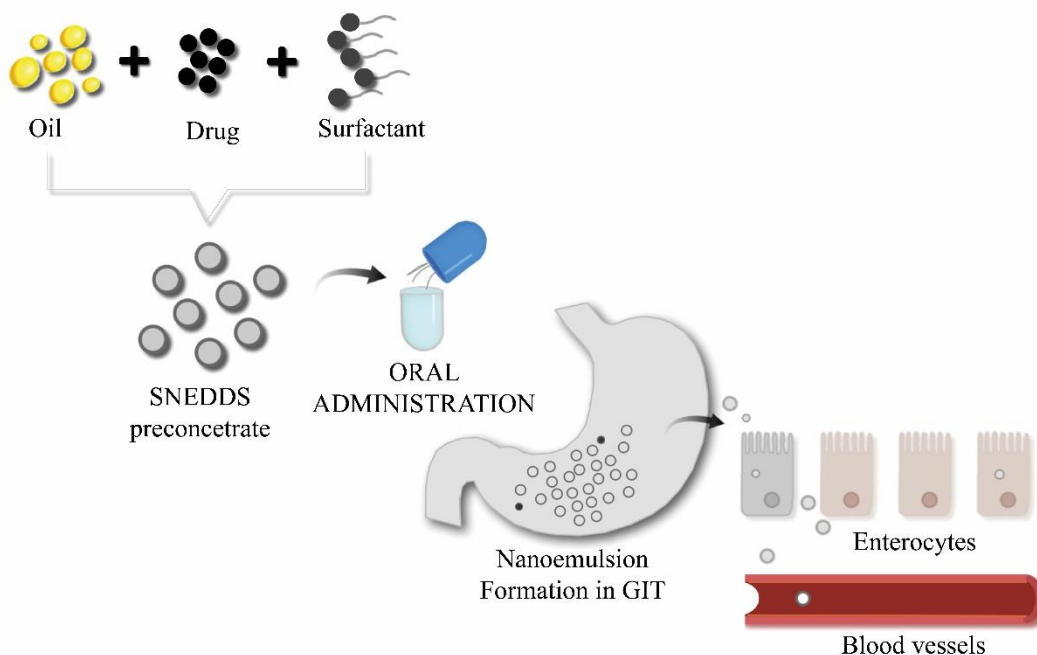 Oil
Drug
Surfactant
SNEDDS
preconcetrate
ORAL
ADMINISTRATION
Nanoemulsion
Formation in GIT
Enterocytes
Blood vessels